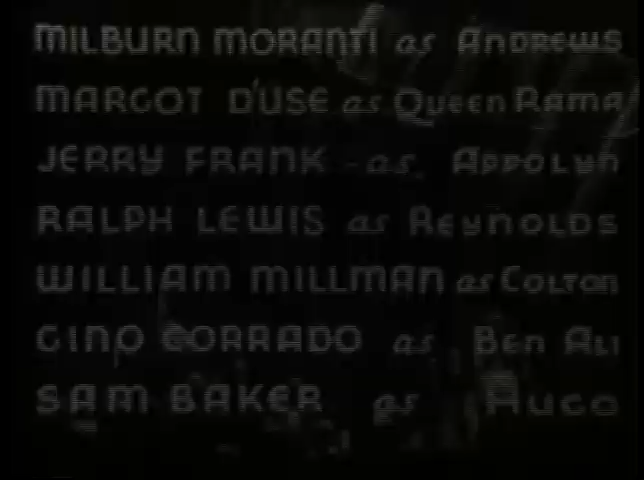 MILBURN MORANTI as ANDREWS
MARGOT D'USE as QUEEN RAMA
JERRY FRANK - as APPOLYN
RALPH LEWIS as REYNOLDS
WILLIAM MILLMAN as COLTON
GINO CORRADO as BEN ALI
SAM BAKER as HUGO